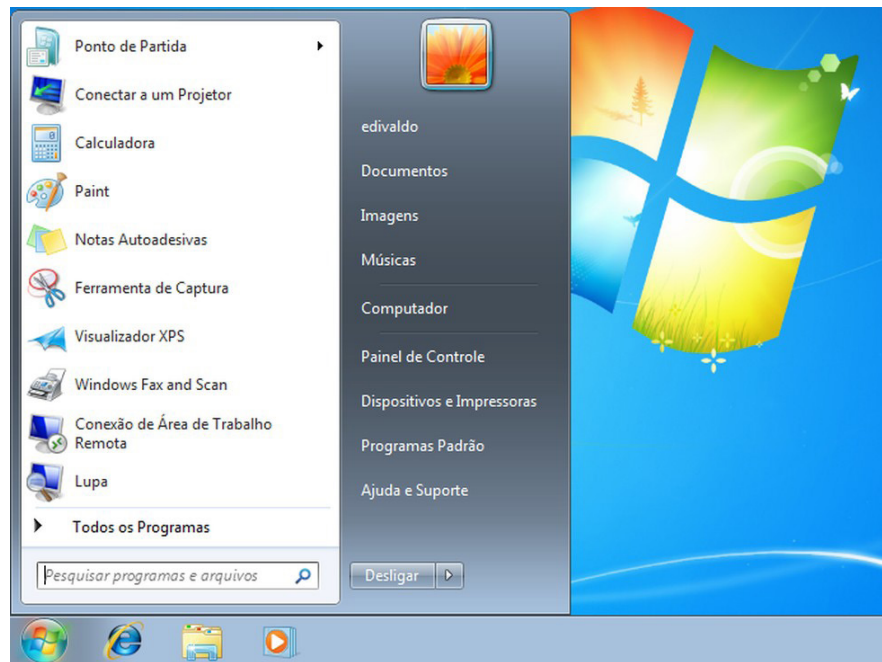 Ponto de Partida
Conectar a um Projetor
Calculadora
Paint
Notas Autoadesivas
Ferramenta de Captura
Visualizador XPS
Windows Fax and Scan
Conexão de Área de Trabalho
Remota
Lupa
Todos os Programas
Pesquisar programas e arquivos
edivaldo
Documentos
Imagens
Músicas
Computador
Painel de Controle
Dispositivos e Impressoras
Programas Padrão
Ajuda e Suporte
Desligar